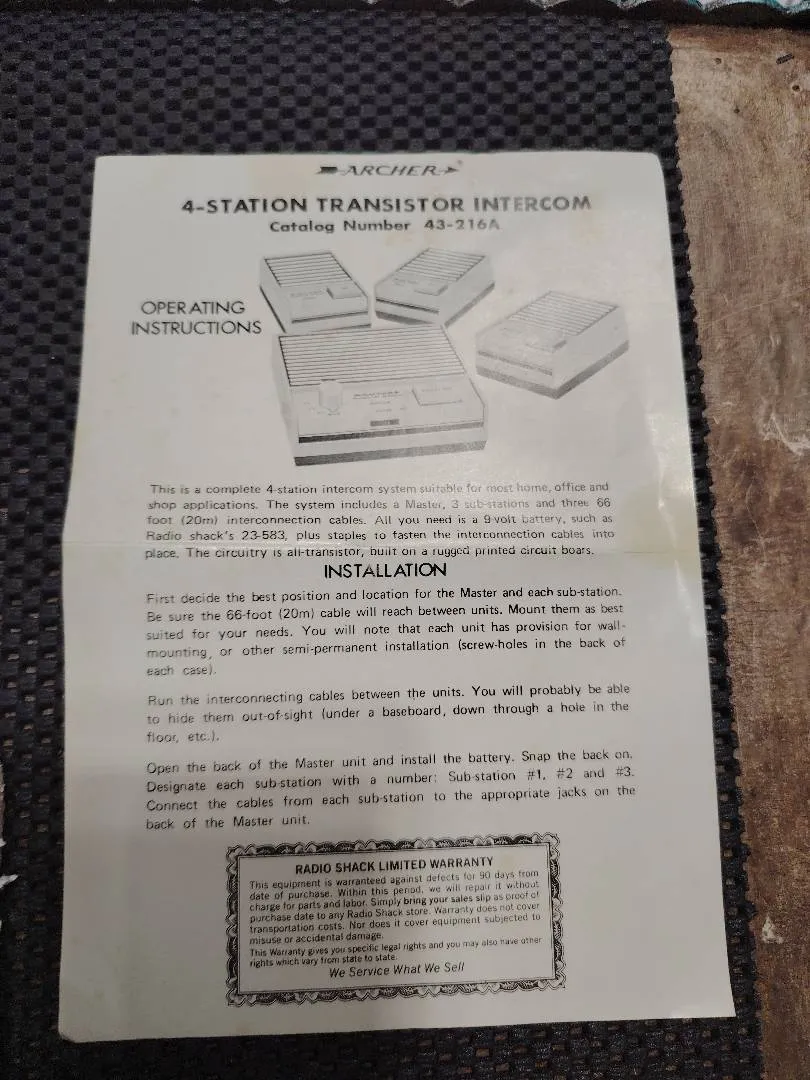 ARCHER®
4-STATION TRANSISTOR INTERCOM
Catalog Number 43-216A
OPERATING
INSTRUCTIONS
This is a complete 4-station intercom system suitable for most home, office and
shop applications. The system includes a Master, 3 sub-stations and three 66
foot (20m) interconnection cables. All you need is a 9-volt battery, such as
Radio shack's 23-583, plus staples to fasten the interconnection cables into
place. The circuitry is all-transistor, built on a rugged printed circuit boars.
INSTALLATION
First decide the best position and location for the Master and each sub-station.
Be sure the 66-foot (20m) cable will reach between units. Mount them as best
suited for your needs. You will note that each unit has provision for wall-
mounting, or other semi-permanent installation (screw-holes in the back of
each case).
Run the interconnecting cables between the units. You will probably be able
to hide them out-of-sight (under a baseboard, down through a hole in the
floor, etc.).
Open the back of the Master unit and install the battery. Snap the back on.
Designate each sub-station with a number: Sub-station #1, #2 and #3.
Connect the cables from each sub-station to the appropriate jacks on the
back of the Master unit.
RADIO SHACK LIMITED WARRANTY
This equipment is warranteed against defects for 90 days from
date of purchase. Within this period, we will repair it without
charge for parts and labor. Simply bring your sales slip as proof of
purchase date to any Radio Shack store. Warranty does not cover
transportation costs. Nor does it cover equipment subjected to
misuse or accidental damage.
This Warranty gives you specific legal rights and you may also have other
rights which vary from state to state.
We Service What We Sell